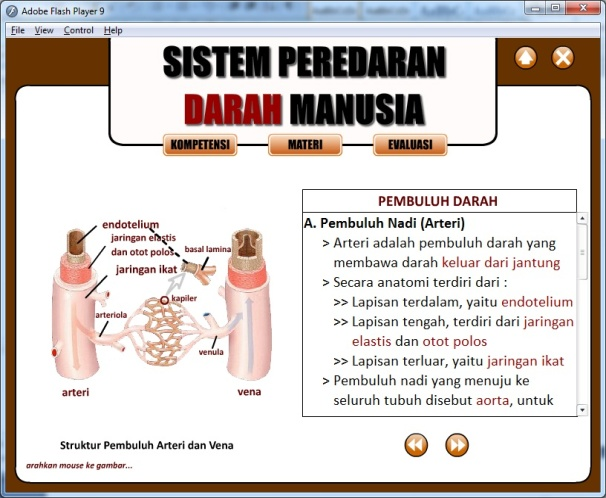 Adobe Flash Player 9
File View Control Help
SISTEM PEREDARAN
DARAH MANUSIA
KOMPETENSI MATERI EVALUASI
endotelium
jaringan elastis
dan otot polos
basal lamina
jaringan ikat
kapiler
arteriola
venula
arteri
vena
Struktur Pembuluh Arteri dan Vena
arahkan mouse ke gambar...
PEMBULUH DARAH
A. Pembuluh Nadi (Arteri)
> Arteri adalah pembuluh darah yang
membawa darah keluar dari jantung
> Secara anatomi terdiri dari :
>> Lapisan terdalam, yaitu endotelium
>> Lapisan tengah, terdiri dari jaringan
elastis dan otot polos
>> Lapisan terluar, yaitu jaringan ikat
> Pembuluh nadi yang menuju ke
seluruh tubuh disebut aorta, untuk